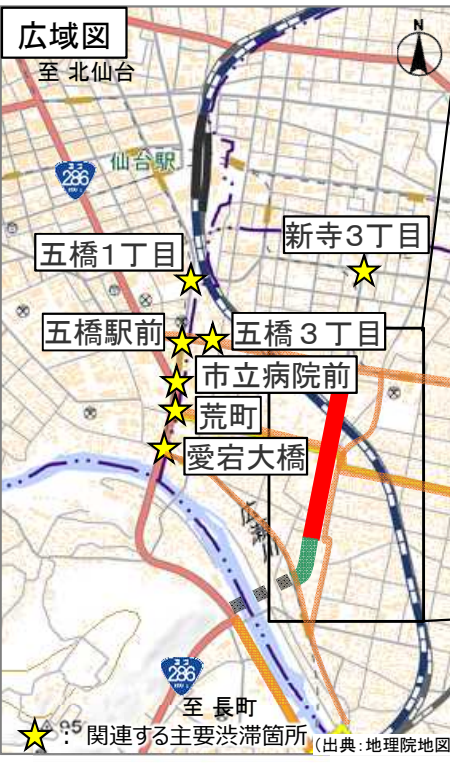 広域図
至 北仙台
N
286
仙台駅
五橋1丁目
新寺3丁目
五橋駅前
五橋３丁目
市立病院前
荒町
愛宕大橋
広瀬川
286
至 長町
：関連する主要渋滞箇所
(出典：地理院地図